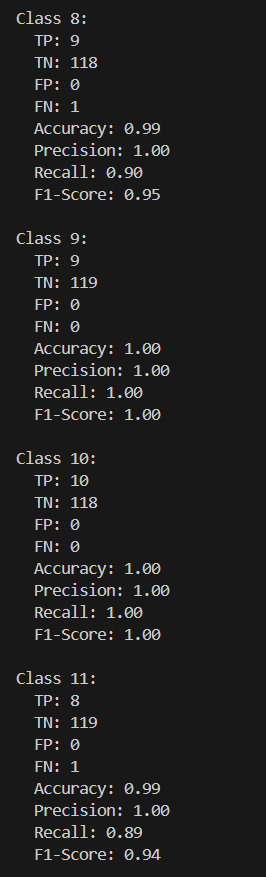 Class 8:
TP: 9
TN: 118
FP: 0
FN: 1
Accuracy: 0.99
Precision: 1.00
Recall: 0.90
F1-Score: 0.95
Class 9:
TP: 9
TN: 119
FP: 0
FN: 0
Accuracy: 1.00
Precision: 1.00
Recall: 1.00
F1-Score: 1.00
Class 10:
TP: 10
TN: 118
FP: 0
FN: 0
Accuracy: 1.00
Precision: 1.00
Recall: 1.00
F1-Score: 1.00
Class 11:
TP: 8
TN: 119
FP: 0
FN: 1
Accuracy: 0.99
Precision: 1.00
Recall: 0.89
F1-Score: 0.94